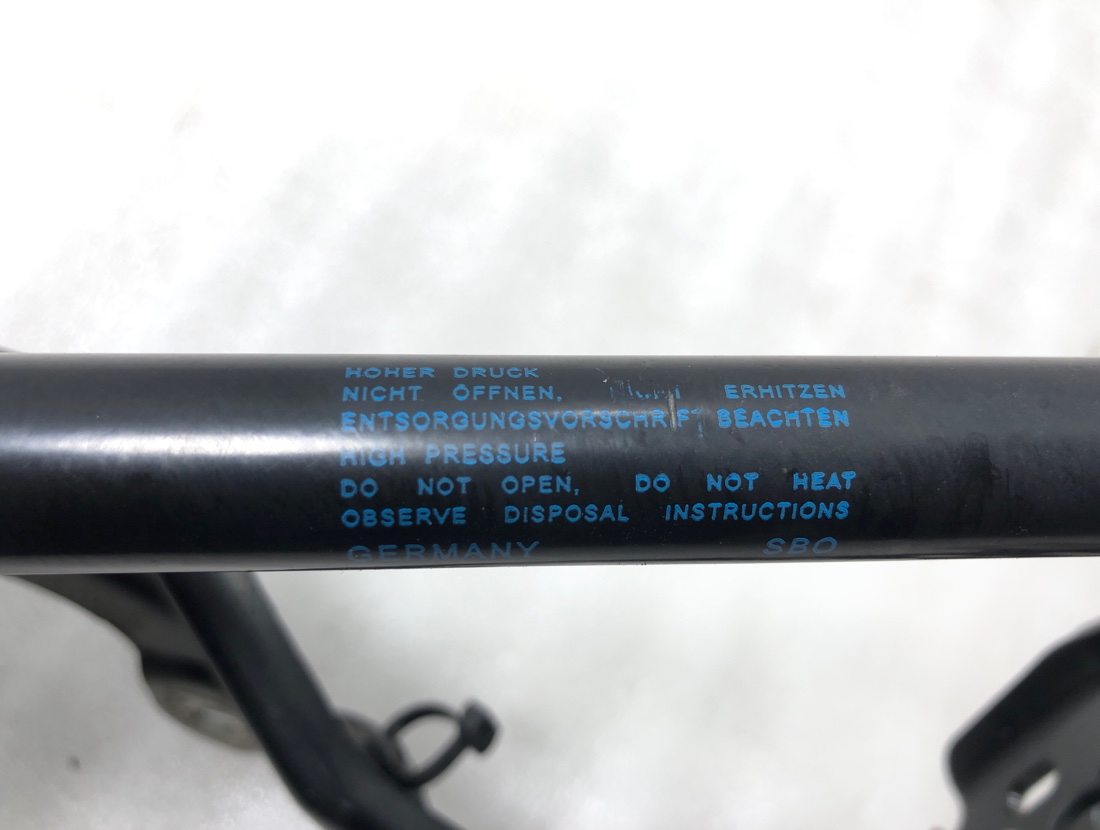 HOHER DRUCK
NICHT ÖFFNEN, ERHITZEN
ENTSORGUNGSVORSCHRIFT BEACHTEN
HIGH PRESSURE
DO NOT OPEN, DO NOT HEAT
OBSERVE DISPOSAL INSTRUCTIONS
GERMANY SBO